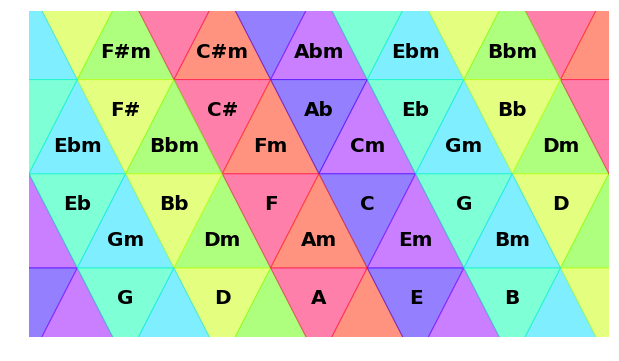 F#m C#m Abm Ebm Bbm
F# C# Ab Eb Bb
Ebm Bbm Fm Cm Gm Dm
Eb Bb F C G D
Gm Dm Am Em Bm
G D A E B